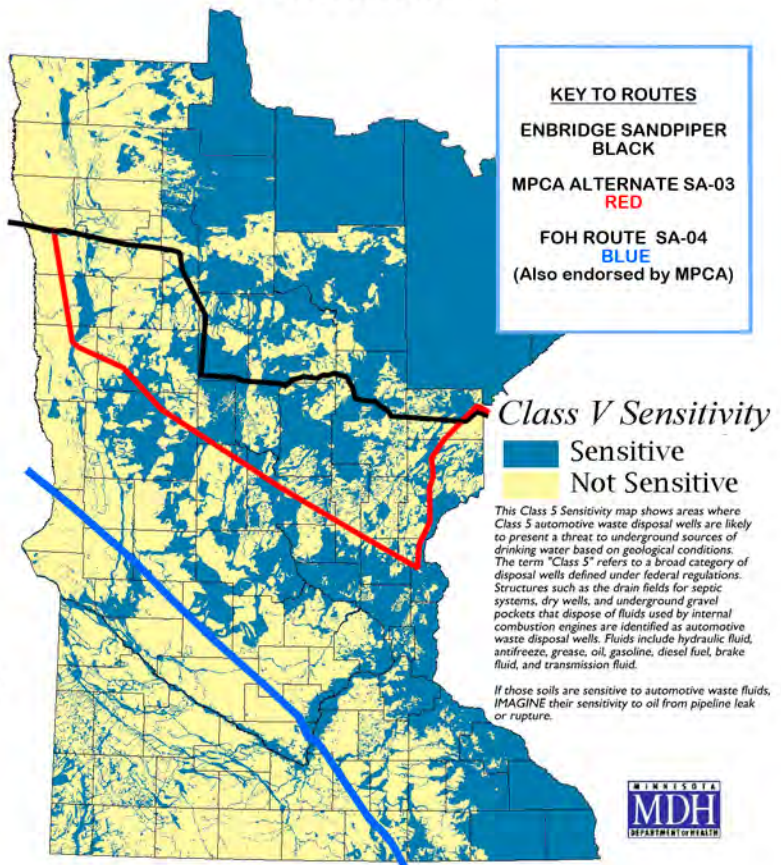 KEY TO ROUTES
ENBRIDGE SANDPIPER
BLACK
MPCA ALTERNATE SA-03
RED
FOH ROUTE SA-04
BLUE
(Also endorsed by MPCA)
Class V Sensitivity
Sensitive
Not Sensitive
This Class 5 Sensitivity map shows areas where
Class 5 automotive waste disposal wells are likely
to present a threat to underground sources of
drinking water based on geological conditions.
The term "Class 5" refers to a broad category of
disposal wells defined under federal regulations.
Structures such as the drain fields for septic
systems, dry wells, and underground gravel
pockets that dispose of fluids used by internal
combustion engines are identified as automotive
waste disposal wells. Fluids include hydraulic fluid,
antifreeze, grease, oil, gasoline, diesel fuel, brake
fluid, and transmission fluid.
If those soils are sensitive to automotive waste fluids,
IMAGINE their sensitivity to oil from pipeline leak
or rupture.
MINNESOTA
MDH
DEPARTMENT OF HEALTH